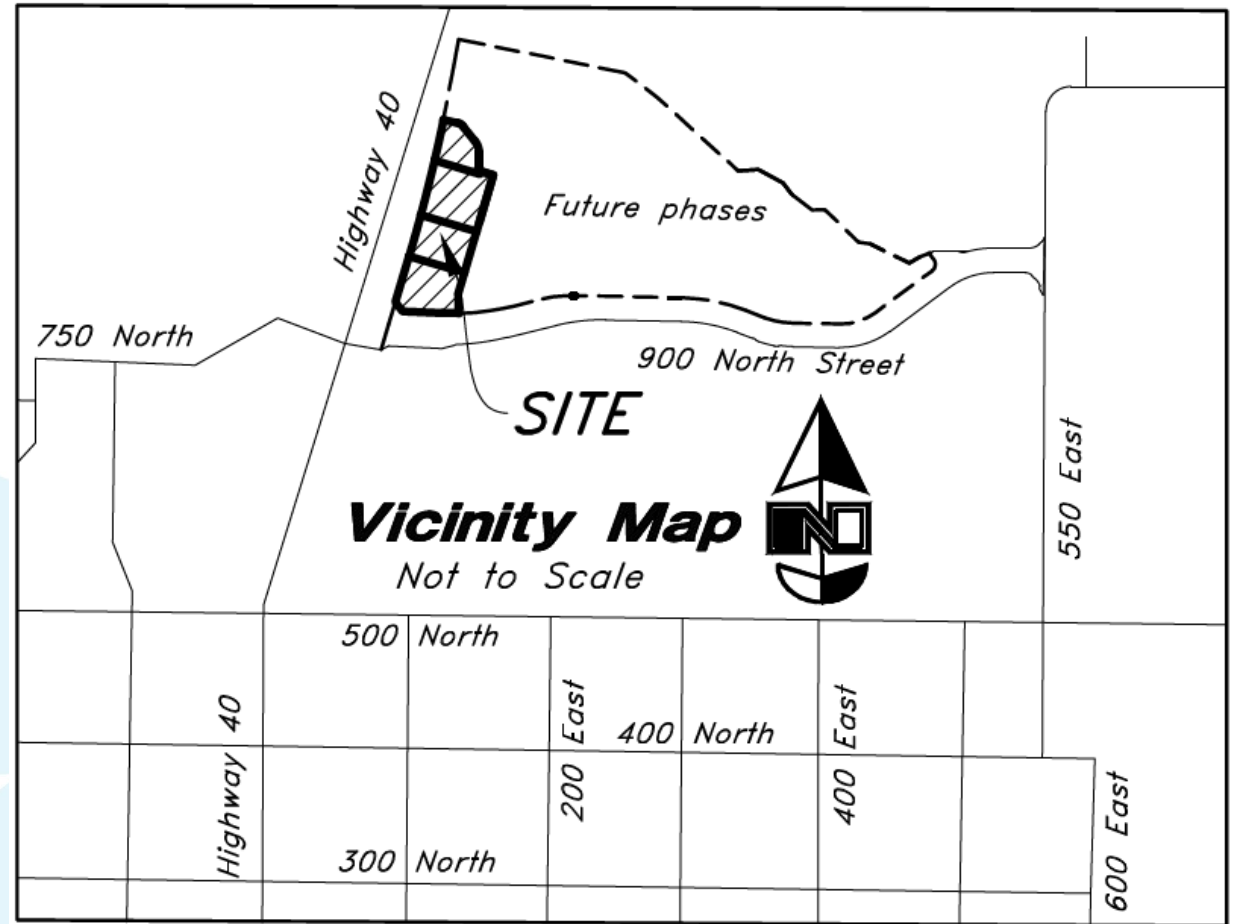 Highway 40
Future phases
750 North
900 North Street
SITE
Vicinity Map
Not to Scale
N
550 East
500 North
Highway 40
200 East
400 North
400 East
300 North
600 East